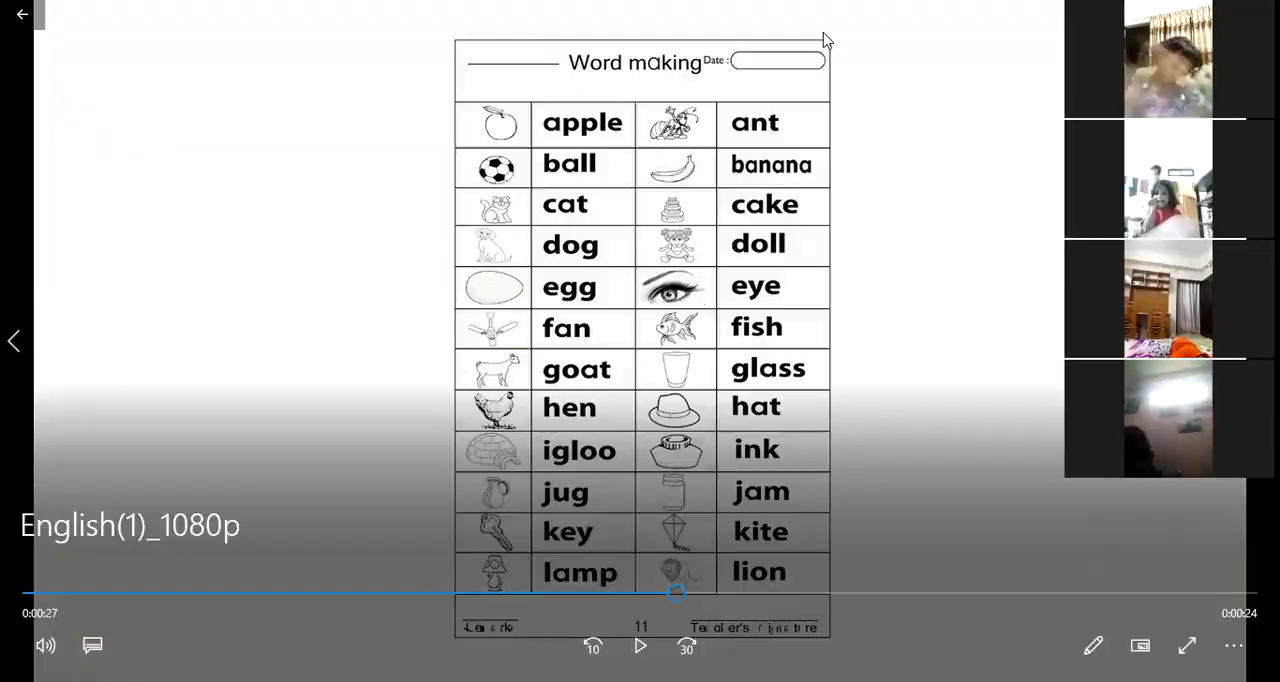 Word making Date :
apple ant
ball banana
cat cake
dog doll
egg eye
fan fish
goat glass
hen hat
igloo ink
jug jam
key kite
lamp lion
English(1)_1080p
0:00:27 0:00:24
11 Teacher's
10 30